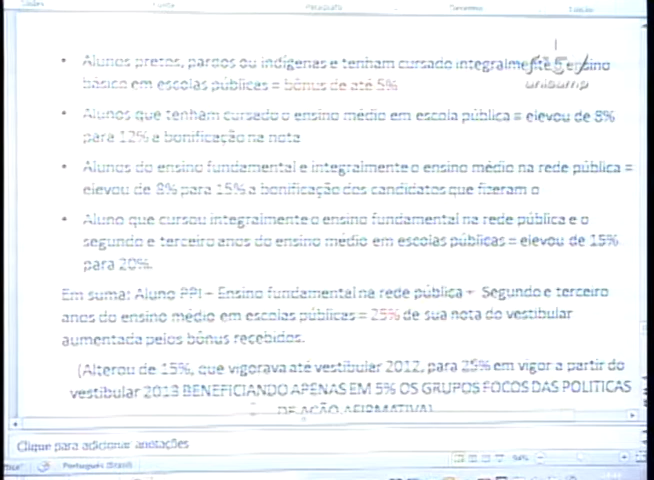 • Alunos pretos, pardos ou indígenas e tenham cursado integralmente o ensino
básico em escolas públicas = bônus de até 5%
• Alunos que tenham cursado o ensino médio em escola pública = elevou de 8%
para 12% a bonificação na nota
• Alunos do ensino fundamental e integralmente o ensino médio na rede pública =
elevou de 8% para 15% a bonificação dos candidatos que fizeram o
• Aluno que cursou integralmente o ensino fundamental na rede pública e o
segundo e terceiro anos do ensino médio em escolas públicas = elevou de 15%
para 20%.
Em suma: Aluno PPI – Ensino fundamental na rede pública + Segundo e terceiro
anos do ensino médio em escolas públicas = 25% de sua nota do vestibular
aumentada pelos bônus recebidos.
(Alterou de 15%, que vigorava até vestibular 2012, para 25% em vigor a partir do
vestibular 2013 BENEFICIANDO APENAS EM 5% OS GRUPOS FOCOS DAS POLITICAS
DE AÇÃO AFIRMATIVA)
Clique para adicionar anotações
Português (Brasil)
94%